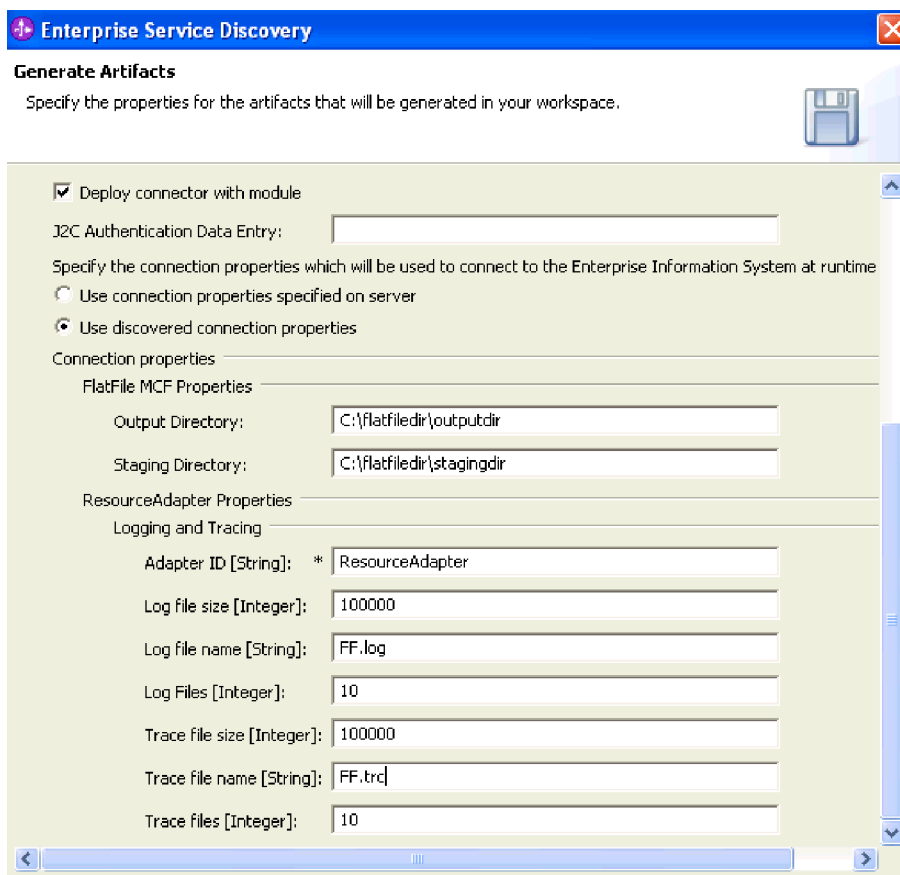 Enterprise Service Discovery
Generate Artifacts
Specify the properties for the artifacts that will be generated in your workspace.
Deploy connector with module
J2C Authentication Data Entry:
Specify the connection properties which will be used to connect to the Enterprise Information System at runtime
Use connection properties specified on server
Use discovered connection properties
Connection properties
FlatFile MCF Properties
Output Directory: C:\flatfiledir\outputdir
Staging Directory: C:\flatfiledir\stagingdir
ResourceAdapter Properties
Logging and Tracing
Adapter ID [String]: * ResourceAdapter
Log file size [Integer]: 100000
Log file name [String]: FF.log
Log Files [Integer]: 10
Trace file size [Integer]: 100000
Trace file name [String]: FF.trc
Trace files [Integer]: 10